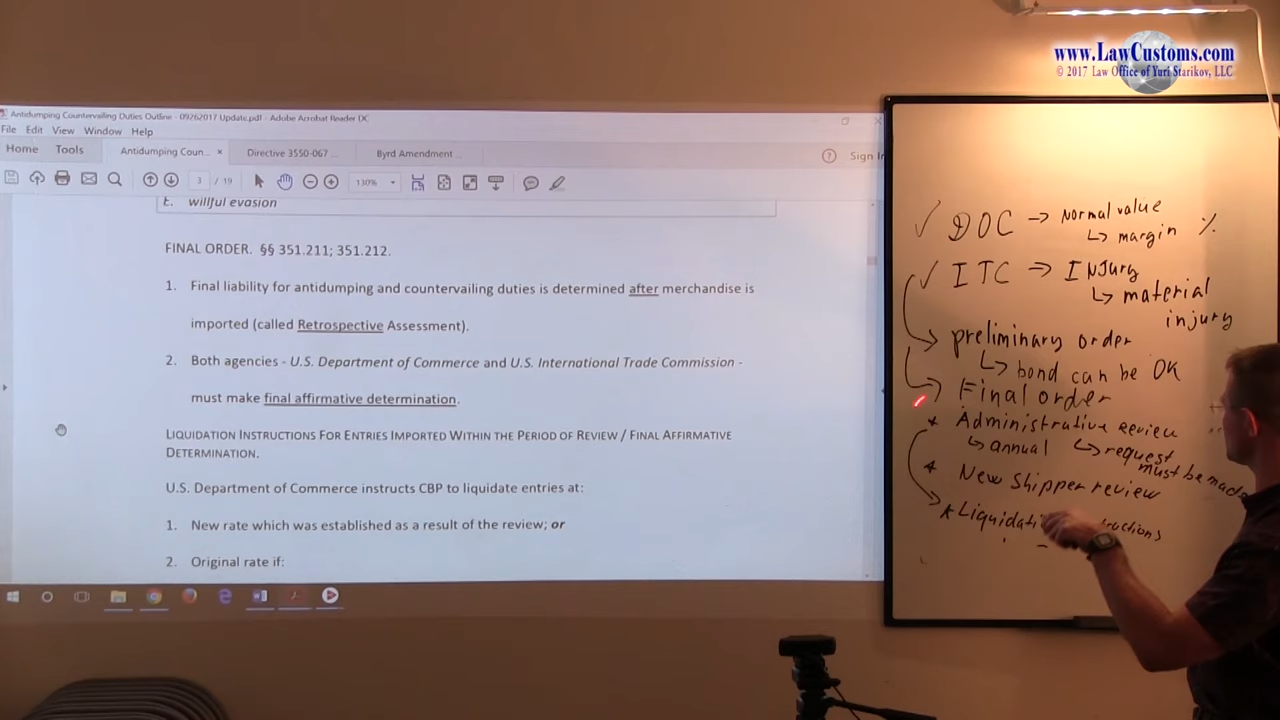 www.LawCustoms.com
© 2017 Law Office of Yuri Starikov, LLC
Antidumping Countervailing Duties Outline - 09262017 Update.pdf - Adobe Acrobat Reader DC
File Edit View Window Help
Home Tools Antidumping Coun... × Directive 3550-067 ... Byrd Amendment ... Sign In
3 / 19 130%
t. willful evasion
FINAL ORDER. §§ 351.211; 351.212.
1. Final liability for antidumping and countervailing duties is determined after merchandise is
imported (called Retrospective Assessment).
2. Both agencies - U.S. Department of Commerce and U.S. International Trade Commission -
must make final affirmative determination.
LIQUIDATION INSTRUCTIONS FOR ENTRIES IMPORTED WITHIN THE PERIOD OF REVIEW / FINAL AFFIRMATIVE
DETERMINATION.
U.S. Department of Commerce instructs CBP to liquidate entries at:
1. New rate which was established as a result of the review; or
2. Original rate if:
✓ DOC → Normal value
↳ margin %
✓ ITC → INJury
↳ material
injury
→ preliminary order
↳ bond can be OK
→ Final order
* Administrative Review
↳ annual ↳ request
must be made
* New shipper review
* Liquidati ructions